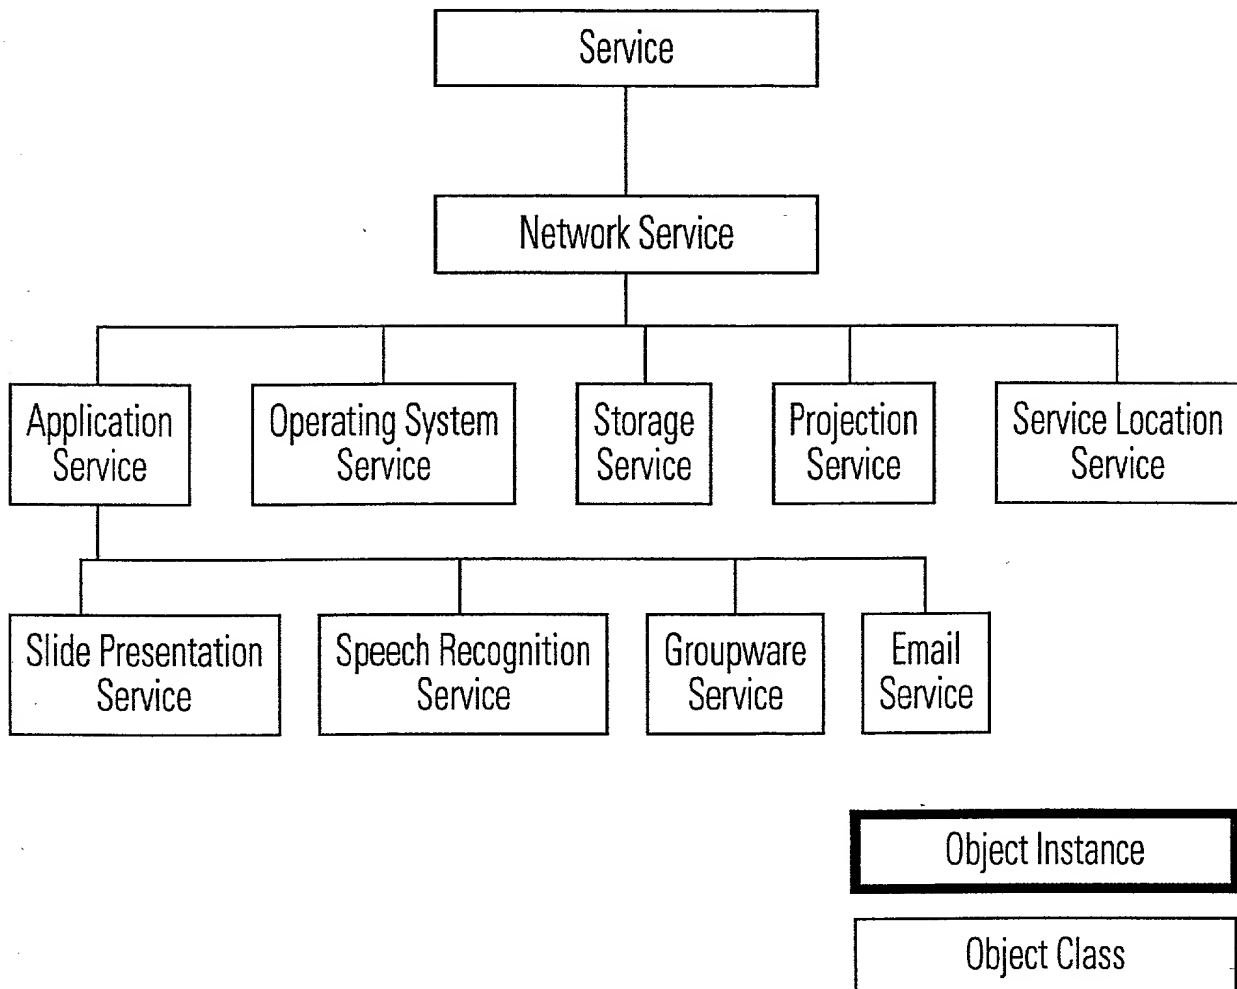 Service
Network Service
Application
Service
Operating System
Service
Storage
Service
Projection
Service
Service Location
Service
Slide Presentation
Service
Speech Recognition
Service
Groupware
Service
Email
Service
Object Instance
Object Class